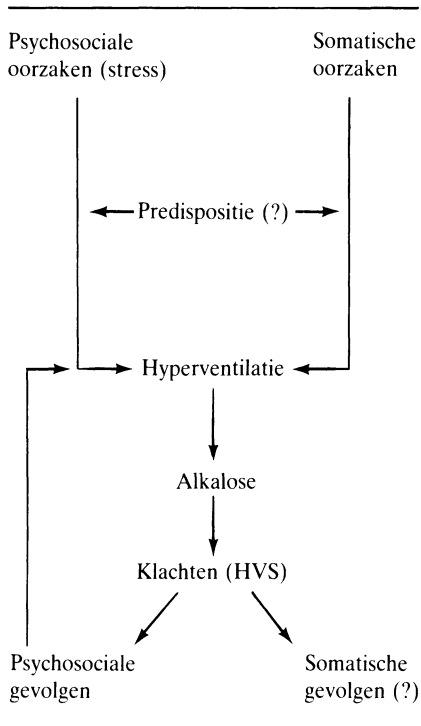 Psychosociale
oorzaken (stress)
Somatische
oorzaken
Predispositie (?)
Hyperventilatie
Alkalose
Klachten (HVS)
Psychosociale
gevolgen
Somatische
gevolgen (?)